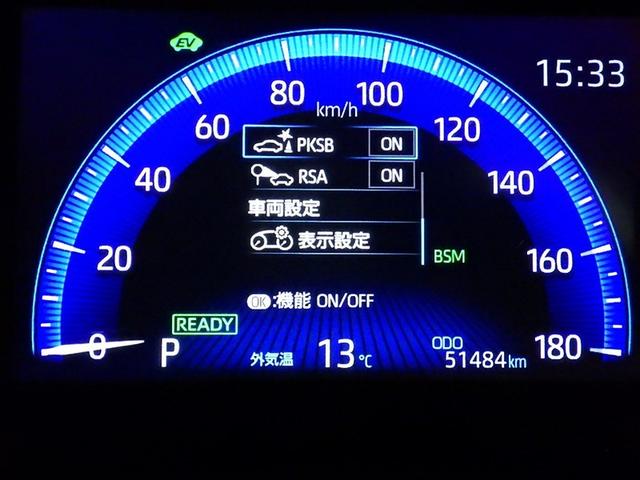 EV
15:33
80
100
km/h
60
120
PKSB ON
40
RSA ON
140
車両設定
表示設定
20
BSM
160
OK:機能 ON/OFF
READY
0
P
外気温 13℃
ODO
51484km
180